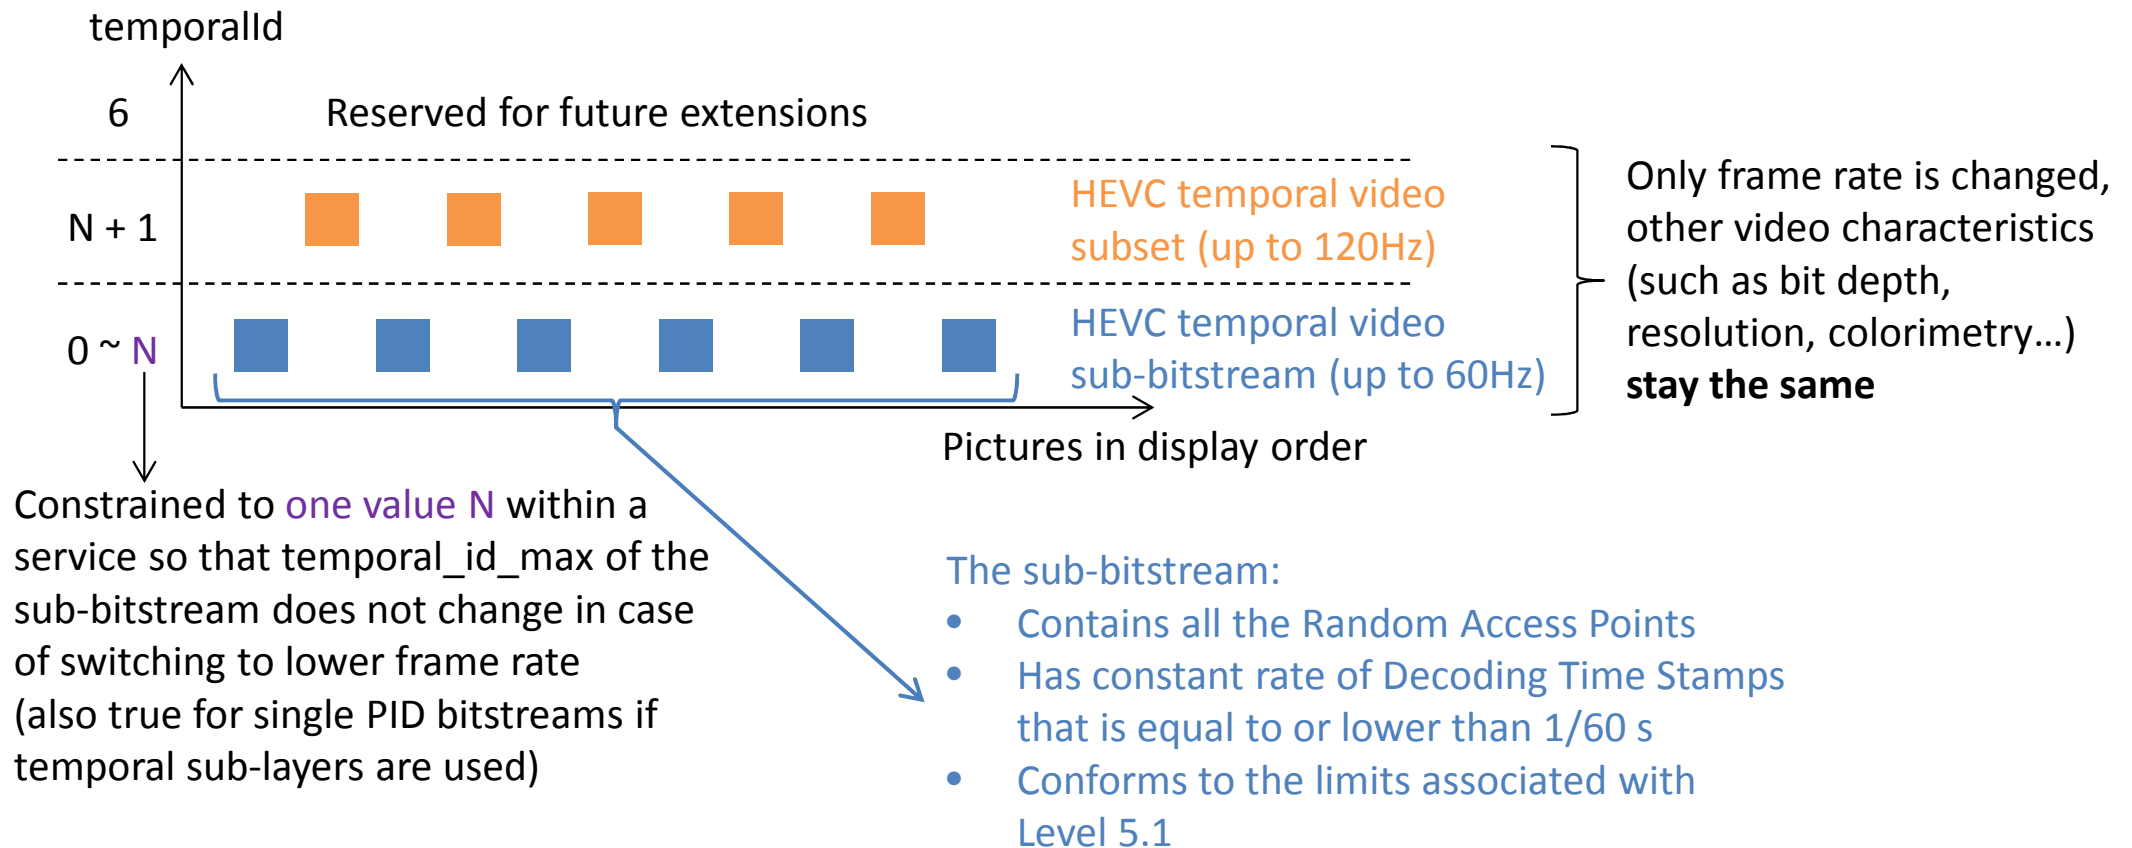 temporalId
6
Reserved for future extensions
N + 1
HEVC temporal video
subset (up to 120Hz)
0 ~ N
HEVC temporal video
sub-bitstream (up to 60Hz)
Only frame rate is changed,
other video characteristics
(such as bit depth,
resolution, colorimetry…)
stay the same
Pictures in display order
Constrained to one value N within a
service so that temporal_id_max of the
sub-bitstream does not change in case
of switching to lower frame rate
(also true for single PID bitstreams if
temporal sub-layers are used)
The sub-bitstream:
• Contains all the Random Access Points
• Has constant rate of Decoding Time Stamps
that is equal to or lower than 1/60 s
• Conforms to the limits associated with
Level 5.1